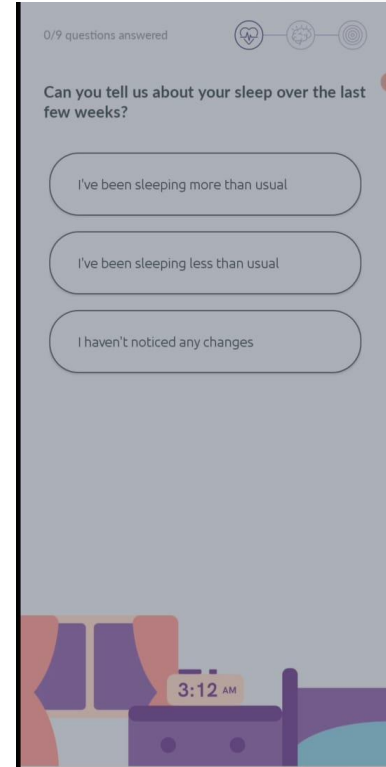 0/9 questions answered
Can you tell us about your sleep over the last
few weeks?
I've been sleeping more than usual
I've been sleeping less than usual
I haven't noticed any changes
3:12 AM